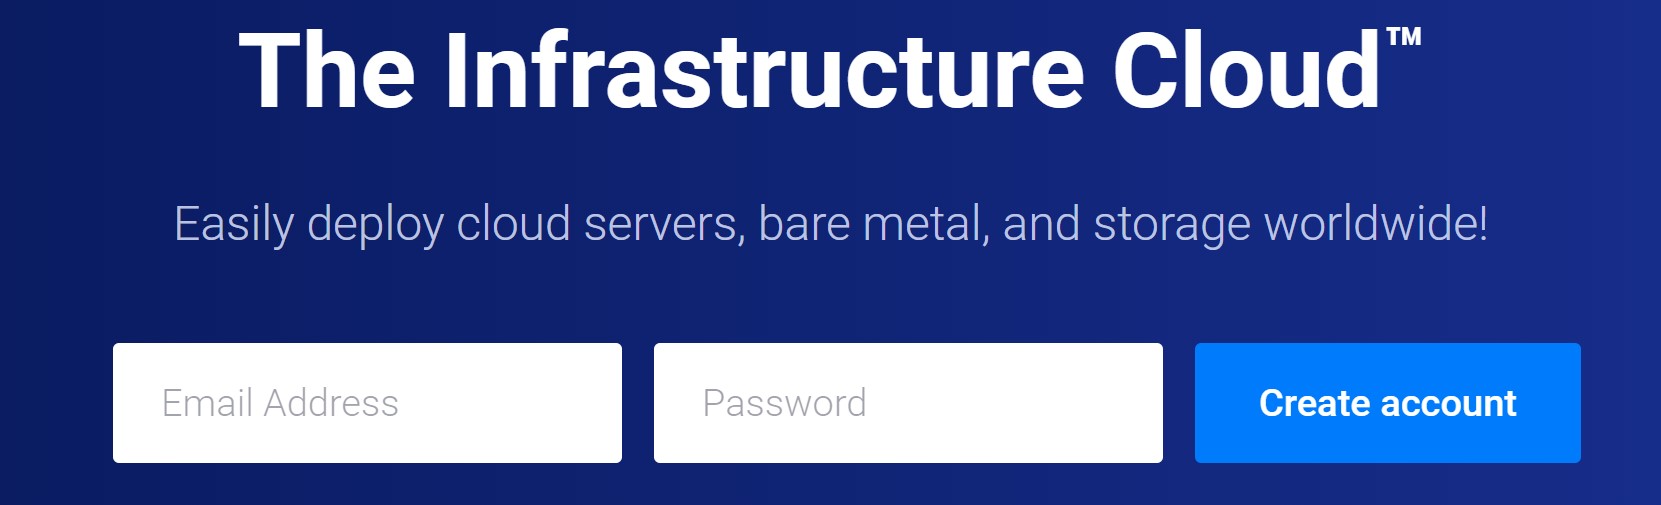 The Infrastructure Cloud™
Easily deploy cloud servers, bare metal, and storage worldwide!
Email Address
Password
Create account